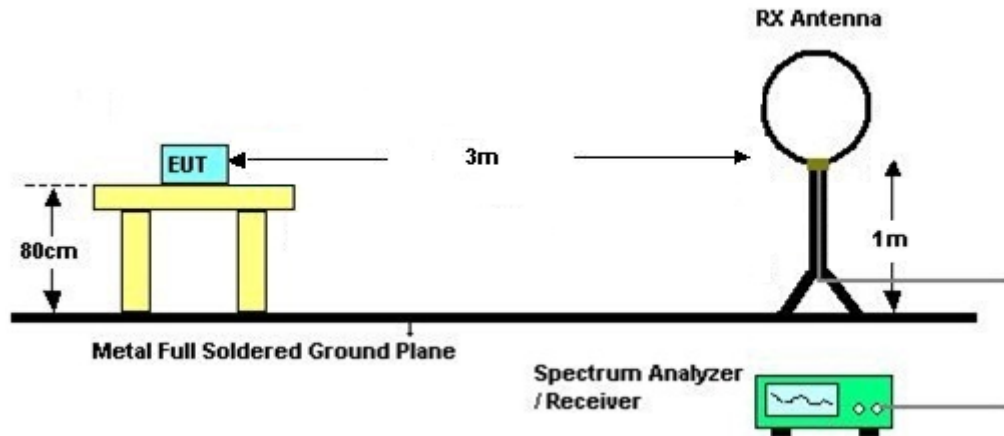 RX Antenna
EUT
3m
80cm
1m
Metal Full Soldered Ground Plane
Spectrum Analyzer
/ Receiver